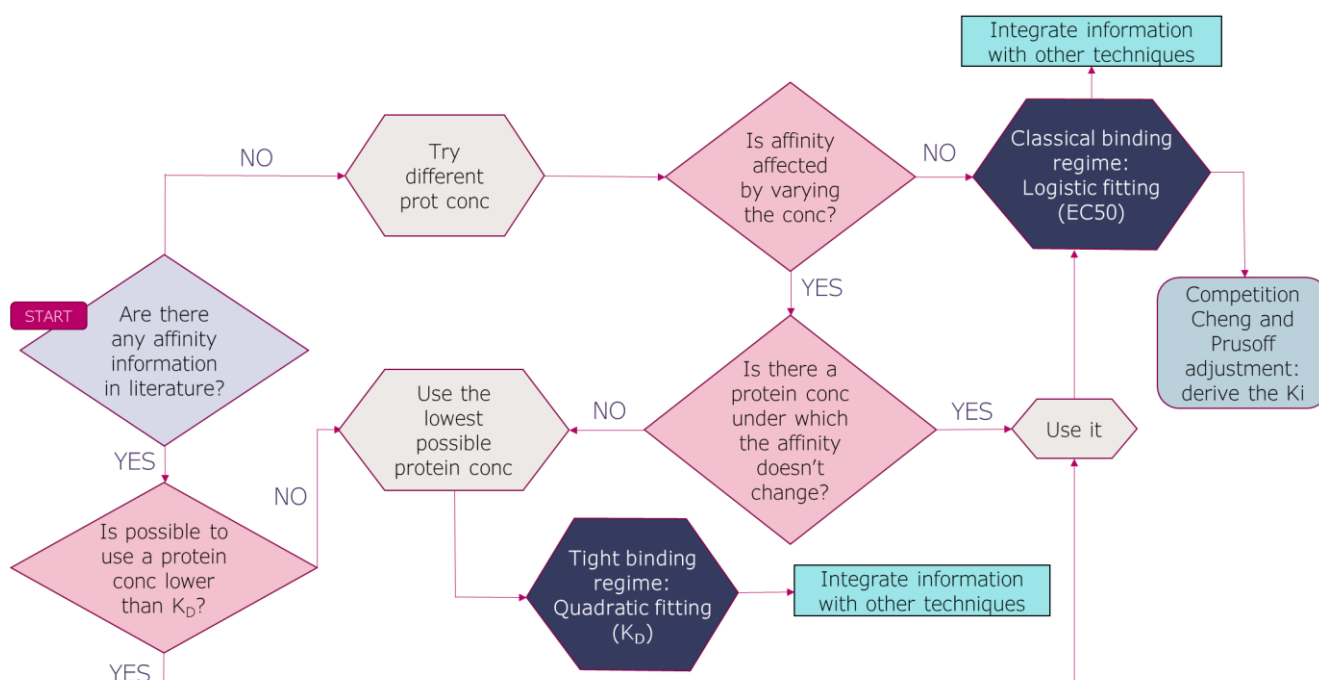 Integrate information
with other techniques
NO
Try
different
prot conc
Is affinity
affected
by varying
the conc?
NO
Classical binding
regime:
Logistic fitting
(EC50)
YES
START
Are there
any affinity
information
in literature?
Competition
Cheng and
Prusoff
adjustment:
derive the Ki
Use the
lowest
possible
protein conc
NO
Is there a
protein conc
under which
the affinity
doesn't
change?
YES
Use it
YES
NO
Is possible to
use a protein
conc lower
than K_D?
Tight binding
regime:
Quadratic fitting
(K_D)
Integrate information
with other techniques
YES